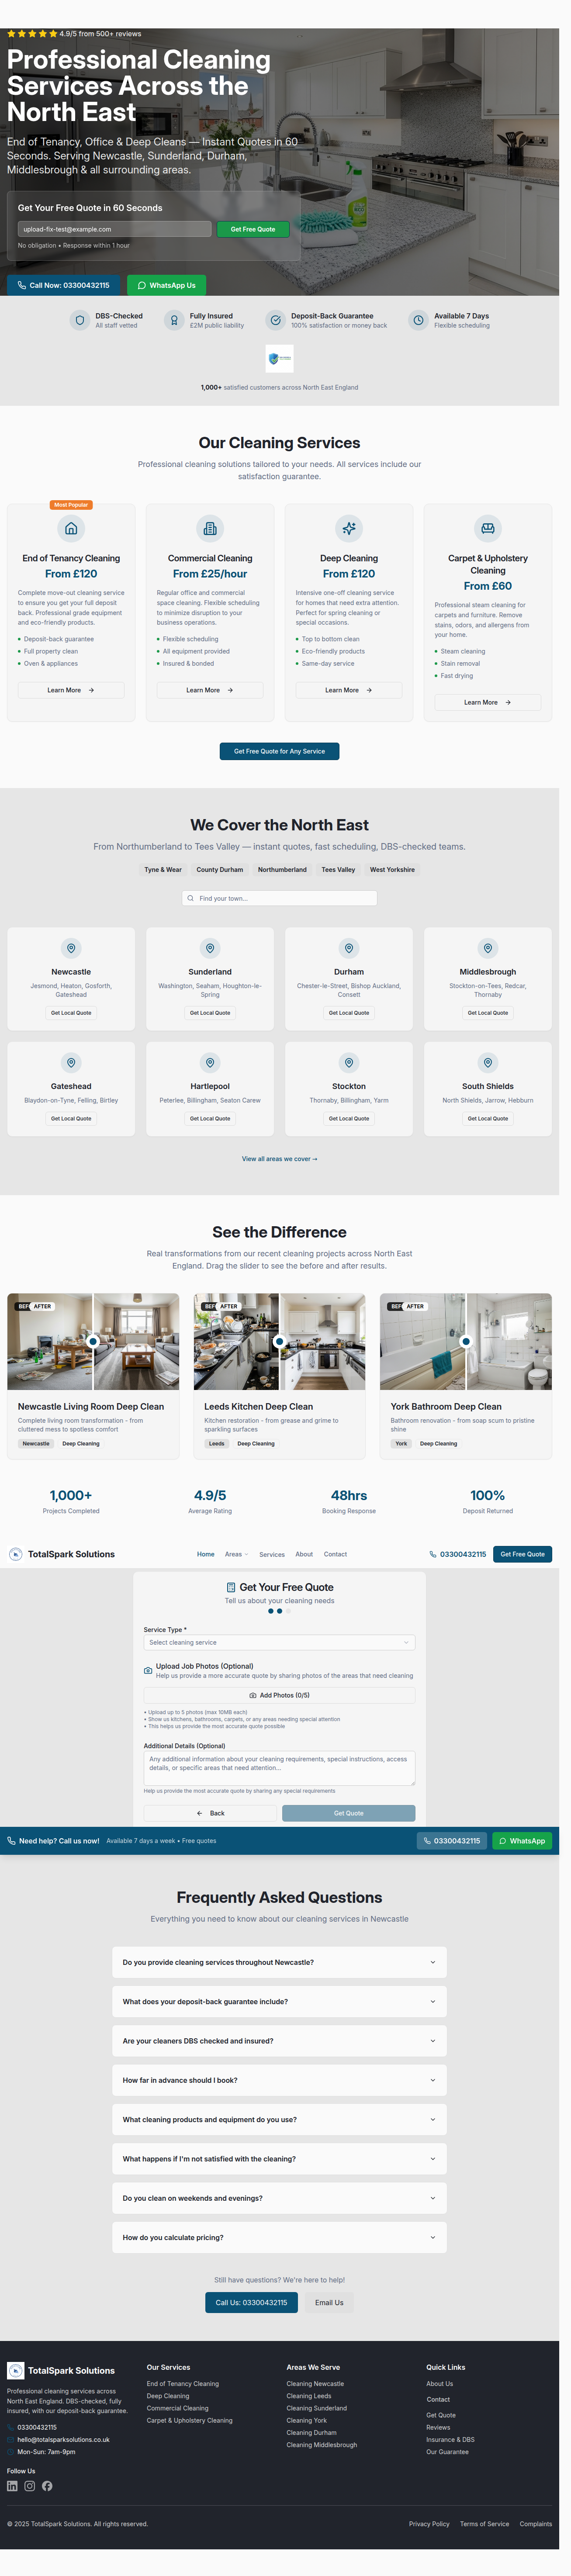 4.9/5 from 500+ reviews
Professional Cleaning
Services Across the
North East
End of Tenancy, Office & Deep Cleans — Instant Quotes in 60
Seconds. Serving Newcastle, Sunderland, Durham,
Middlesbrough & all surrounding areas.
Get Your Free Quote in 60 Seconds
upload-fix-test@example.com
Get Free Quote
No obligation • Response within 1 hour
Call Now: 03300432115
WhatsApp Us
DBS-Checked
All staff vetted
Fully Insured
£2M public liability
Deposit-Back Guarantee
100% satisfaction or money back
Available 7 Days
Flexible scheduling
1,000+ satisfied customers across North East England
Our Cleaning Services
Professional cleaning solutions tailored to your needs. All services include our
satisfaction guarantee.
Most Popular
End of Tenancy Cleaning
From £120
Complete move-out cleaning service
to ensure you get your full deposit
back. Professional grade equipment
and eco-friendly products.
Deposit-back guarantee
Full property clean
Oven & appliances
Learn More
Commercial Cleaning
From £25/hour
Regular office and commercial
space cleaning. Flexible scheduling
to minimize disruption to your
business operations.
Flexible scheduling
All equipment provided
Insured & bonded
Learn More
Deep Cleaning
From £120
Intensive one-off cleaning service
for homes that need extra attention.
Perfect for spring cleaning or
special occasions.
Top to bottom clean
Eco-friendly products
Same-day service
Learn More
Carpet & Upholstery
Cleaning
From £60
Professional steam cleaning for
carpets and furniture. Remove
stains, odors, and allergens from
your home.
Steam cleaning
Stain removal
Fast drying
Learn More
Get Free Quote for Any Service
We Cover the North East
From Northumberland to Tees Valley — instant quotes, fast scheduling, DBS-checked teams.
Tyne & Wear
County Durham
Northumberland
Tees Valley
West Yorkshire
Find your town...
Newcastle
Jesmond, Heaton, Gosforth,
Gateshead
Get Local Quote
Sunderland
Washington, Seaham, Houghton-le-
Spring
Get Local Quote
Durham
Chester-le-Street, Bishop Auckland,
Consett
Get Local Quote
Middlesbrough
Stockton-on-Tees, Redcar,
Thornaby
Get Local Quote
Gateshead
Blaydon-on-Tyne, Felling, Birtley
Get Local Quote
Hartlepool
Peterlee, Billingham, Seaton Carew
Get Local Quote
Stockton
Thornaby, Billingham, Yarm
Get Local Quote
South Shields
North Shields, Jarrow, Hebburn
Get Local Quote
View all areas we cover →
See the Difference
Real transformations from our recent cleaning projects across North East
England. Drag the slider to see the before and after results.
BEF
AFTER
Newcastle Living Room Deep Clean
Complete living room transformation - from
cluttered mess to spotless comfort
Newcastle
Deep Cleaning
BEF
AFTER
Leeds Kitchen Deep Clean
Kitchen restoration - from grease and grime to
sparkling surfaces
Leeds
Deep Cleaning
BEF
AFTER
York Bathroom Deep Clean
Bathroom renovation - from soap scum to pristine
shine
York
Deep Cleaning
1,000+
Projects Completed
4.9/5
Average Rating
48hrs
Booking Response
100%
Deposit Returned
TotalSpark Solutions
Home
Areas
Services
About
Contact
03300432115
Get Free Quote
Get Your Free Quote
Tell us about your cleaning needs
Service Type *
Select cleaning service
Upload Job Photos (Optional)
Help us provide a more accurate quote by sharing photos of the areas that need cleaning
Add Photos (0/5)
• Upload up to 5 photos (max 10MB each)
• Show us kitchens, bathrooms, carpets, or any areas needing special attention
• This helps us provide the most accurate quote possible
Additional Details (Optional)
Any additional information about your cleaning requirements, special instructions, access
details, or specific areas that need attention...
Help us provide the most accurate quote by sharing any special requirements
Back
Get Quote
Need help? Call us now!
Available 7 days a week • Free quotes
03300432115
WhatsApp
Frequently Asked Questions
Everything you need to know about our cleaning services in Newcastle
Do you provide cleaning services throughout Newcastle?
What does your deposit-back guarantee include?
Are your cleaners DBS checked and insured?
How far in advance should I book?
What cleaning products and equipment do you use?
What happens if I'm not satisfied with the cleaning?
Do you clean on weekends and evenings?
How do you calculate pricing?
Still have questions? We're here to help!
Call Us: 03300432115
Email Us
TotalSpark Solutions
Professional cleaning services across
North East England. DBS-checked, fully
insured, with our deposit-back guarantee.
03300432115
hello@totalsparksolutions.co.uk
Mon-Sun: 7am-9pm
Follow Us
Our Services
End of Tenancy Cleaning
Deep Cleaning
Commercial Cleaning
Carpet & Upholstery Cleaning
Areas We Serve
Cleaning Newcastle
Cleaning Leeds
Cleaning Sunderland
Cleaning York
Cleaning Durham
Cleaning Middlesbrough
Quick Links
About Us
Contact
Get Quote
Reviews
Insurance & DBS
Our Guarantee
© 2025 TotalSpark Solutions. All rights reserved.
Privacy Policy
Terms of Service
Complaints